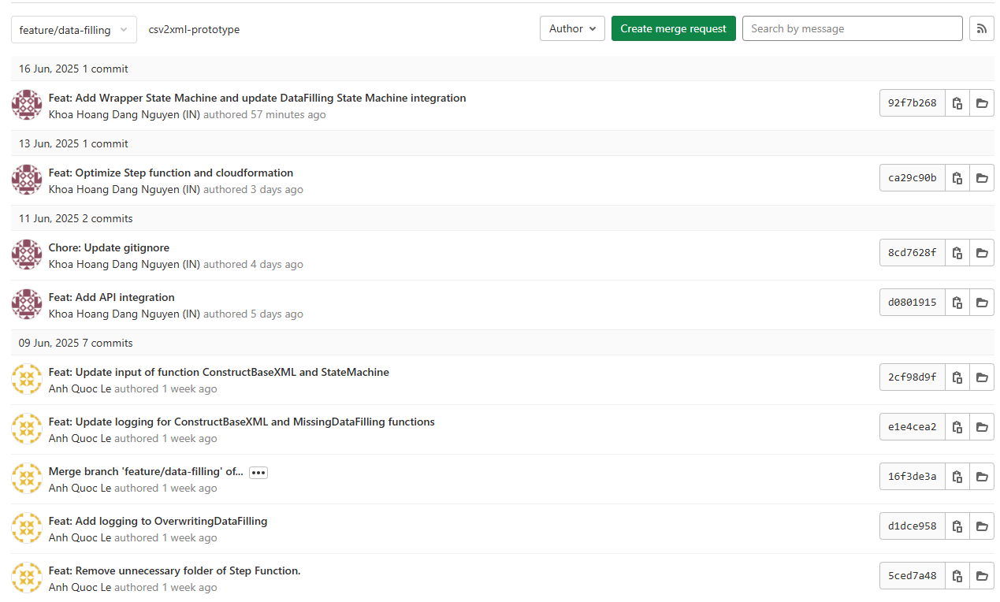 feature/data-filling csv2xml-prototype Author Create merge request Search by message
16 Jun, 2025 1 commit
Feat: Add Wrapper State Machine and update DataFilling State Machine integration
Khoa Hoang Dang Nguyen (IN) authored 57 minutes ago
92f7b268
13 Jun, 2025 1 commit
Feat: Optimize Step function and cloudformation
Khoa Hoang Dang Nguyen (IN) authored 3 days ago
ca29c90b
11 Jun, 2025 2 commits
Chore: Update gitignore
Khoa Hoang Dang Nguyen (IN) authored 4 days ago
8cd7628f
Feat: Add API integration
Khoa Hoang Dang Nguyen (IN) authored 5 days ago
d0801915
09 Jun, 2025 7 commits
Feat: Update input of function ConstructBaseXML and StateMachine
Anh Quoc Le authored 1 week ago
2cf98d9f
Feat: Update logging for ConstructBaseXML and MissingDataFilling functions
Anh Quoc Le authored 1 week ago
e1e4cea2
Merge branch 'feature/data-filling' of...
Anh Quoc Le authored 1 week ago
16f3de3a
Feat: Add logging to OverwritingDataFilling
Anh Quoc Le authored 1 week ago
d1dce958
Feat: Remove unnecessary folder of Step Function.
Anh Quoc Le authored 1 week ago
5ced7a48